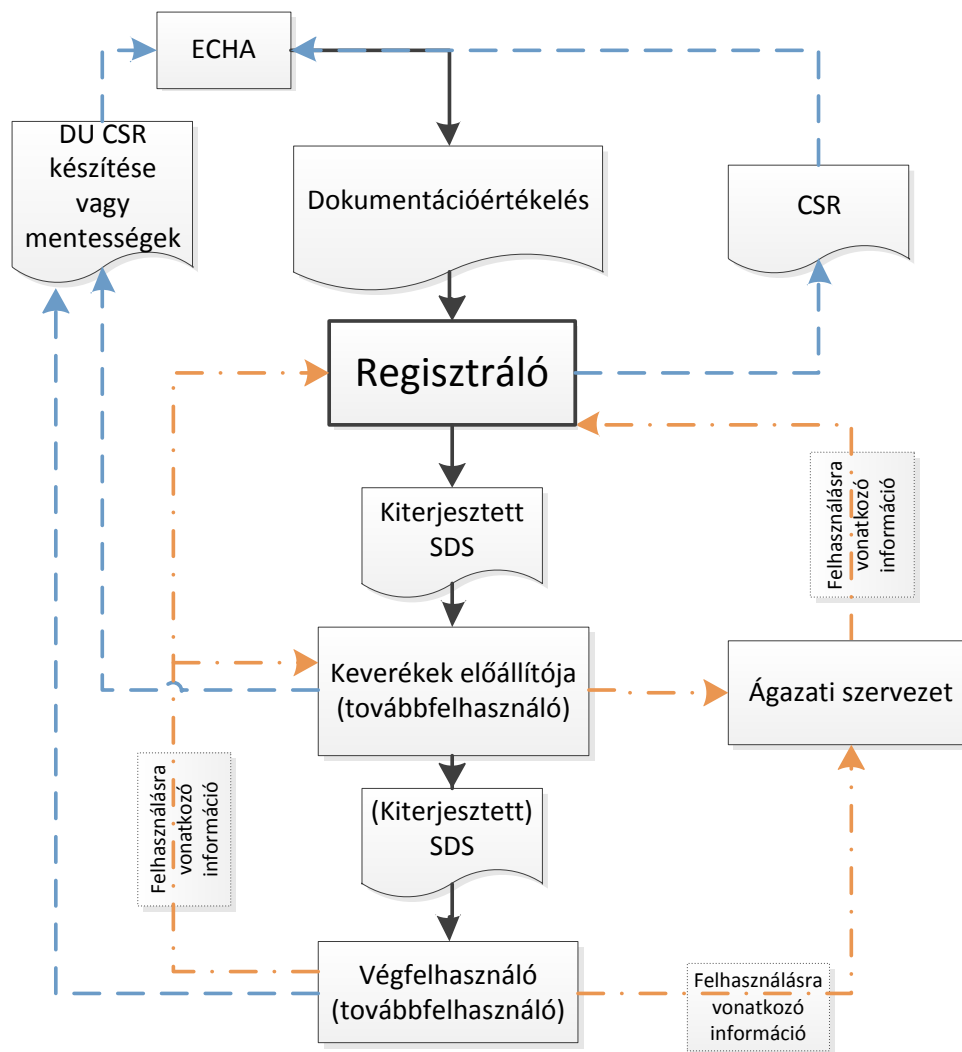 ECHA
DU CSR
készítése
vagy
mentességek
Dokumentációértékelés
CSR
Regisztráló
Felhasználásra
vonatkozó
információ
Kiterjesztett
SDS
Keverékek előállítója
(továbbfelhasználó)
Ágazati szervezet
Felhasználásra
vonatkozó
információ
(Kiterjesztett)
SDS
Végfelhasználó
(továbbfelhasználó)
Felhasználásra
vonatkozó
információ